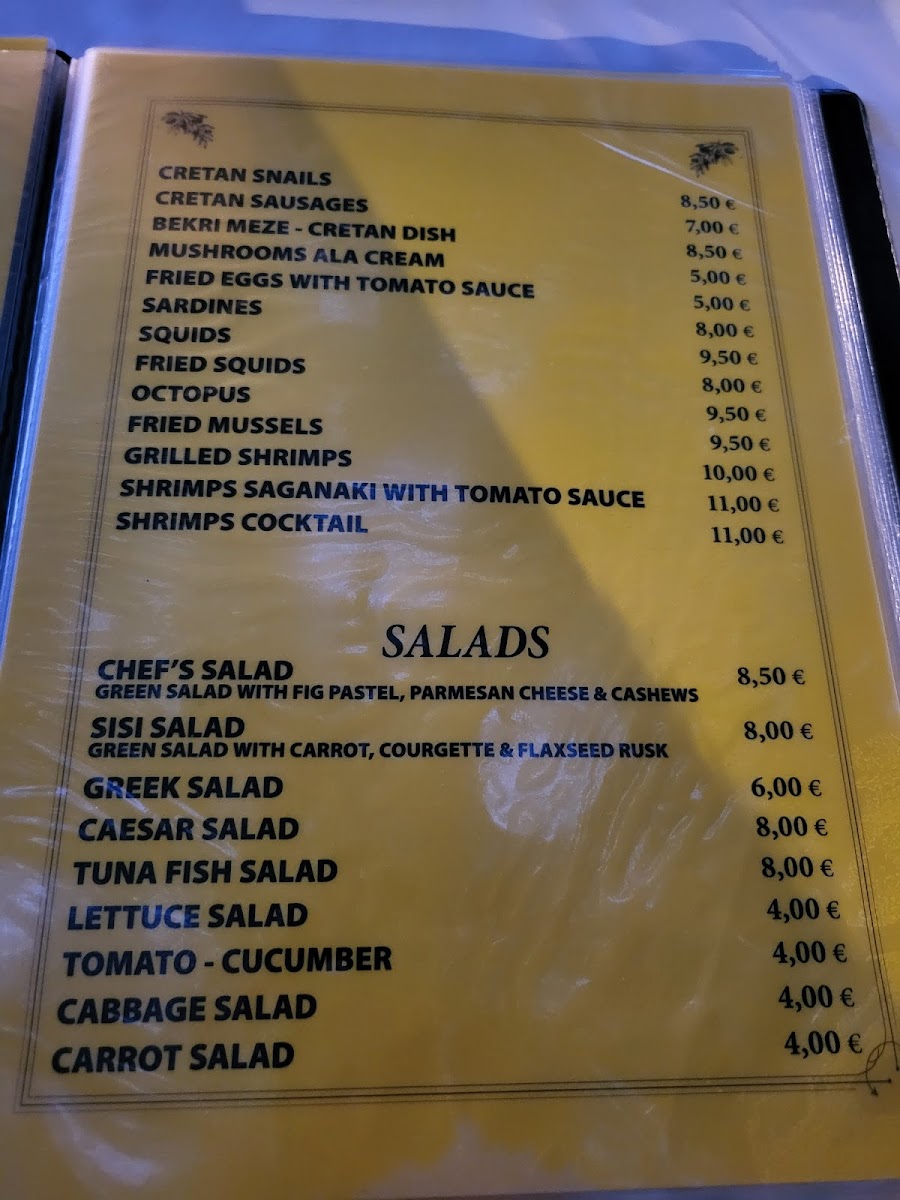 CRETAN SNAILS 8,50 €
CRETAN SAUSAGES 7,00 €
BEKRI MEZE - CRETAN DISH 8,50 €
MUSHROOMS ALA CREAM 5,00 €
FRIED EGGS WITH TOMATO SAUCE 5,00 €
SARDINES 8,00 €
SQUIDS 9,50 €
FRIED SQUIDS 8,00 €
OCTOPUS 9,50 €
FRIED MUSSELS 9,50 €
GRILLED SHRIMPS 10,00 €
SHRIMPS SAGANAKI WITH TOMATO SAUCE 11,00 €
SHRIMPS COCKTAIL 11,00 €
SALADS
CHEF'S SALAD 8,50 €
GREEN SALAD WITH FIG PASTEL, PARMESAN CHEESE & CASHEWS
SISI SALAD 8,00 €
GREEN SALAD WITH CARROT, COURGETTE & FLAXSEED RUSK
GREEK SALAD 6,00 €
CAESAR SALAD 8,00 €
TUNA FISH SALAD 8,00 €
LETTUCE SALAD 4,00 €
TOMATO - CUCUMBER 4,00 €
CABBAGE SALAD 4,00 €
CARROT SALAD 4,00 €